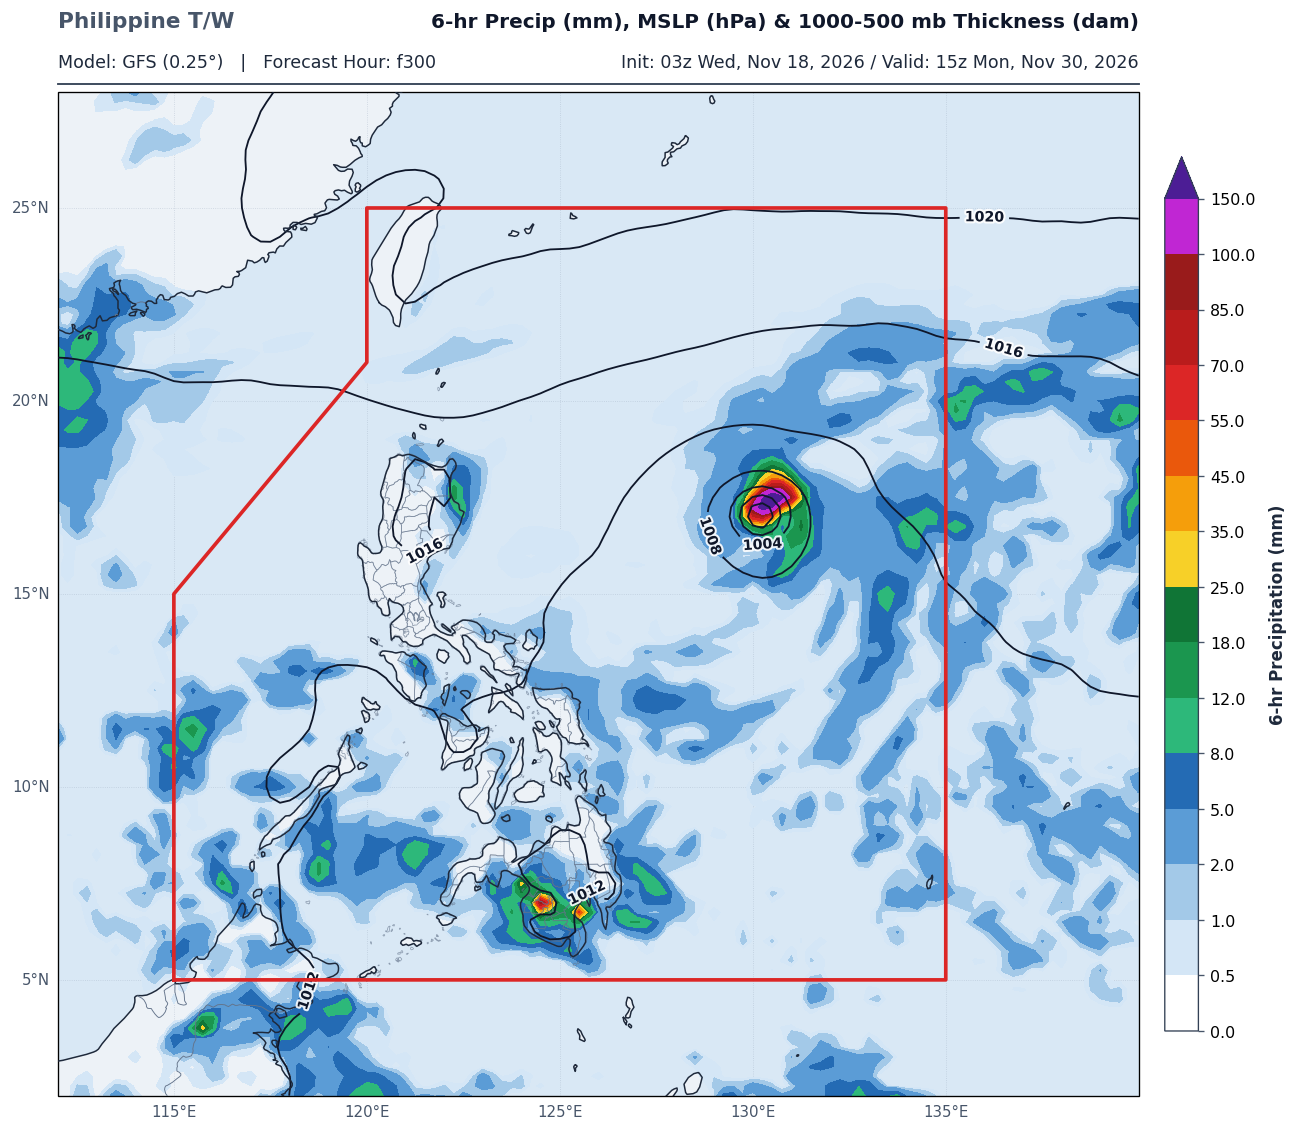 Philippine T/W
6-hr Precip (mm), MSLP (hPa) & 1000-500 mb Thickness (dam)
Model: GFS (0.25°) | Forecast Hour: f300
Init: 03z Wed, Nov 18, 2026 / Valid: 15z Mon, Nov 30, 2026
25°N
20°N
15°N
10°N
5°N
115°E
120°E
125°E
130°E
135°E
1020
1016
1016
1008
1004
1012
1012
150.0
100.0
85.0
70.0
55.0
45.0
35.0
25.0
18.0
12.0
8.0
5.0
2.0
1.0
0.5
0.0
6-hr Precipitation (mm)